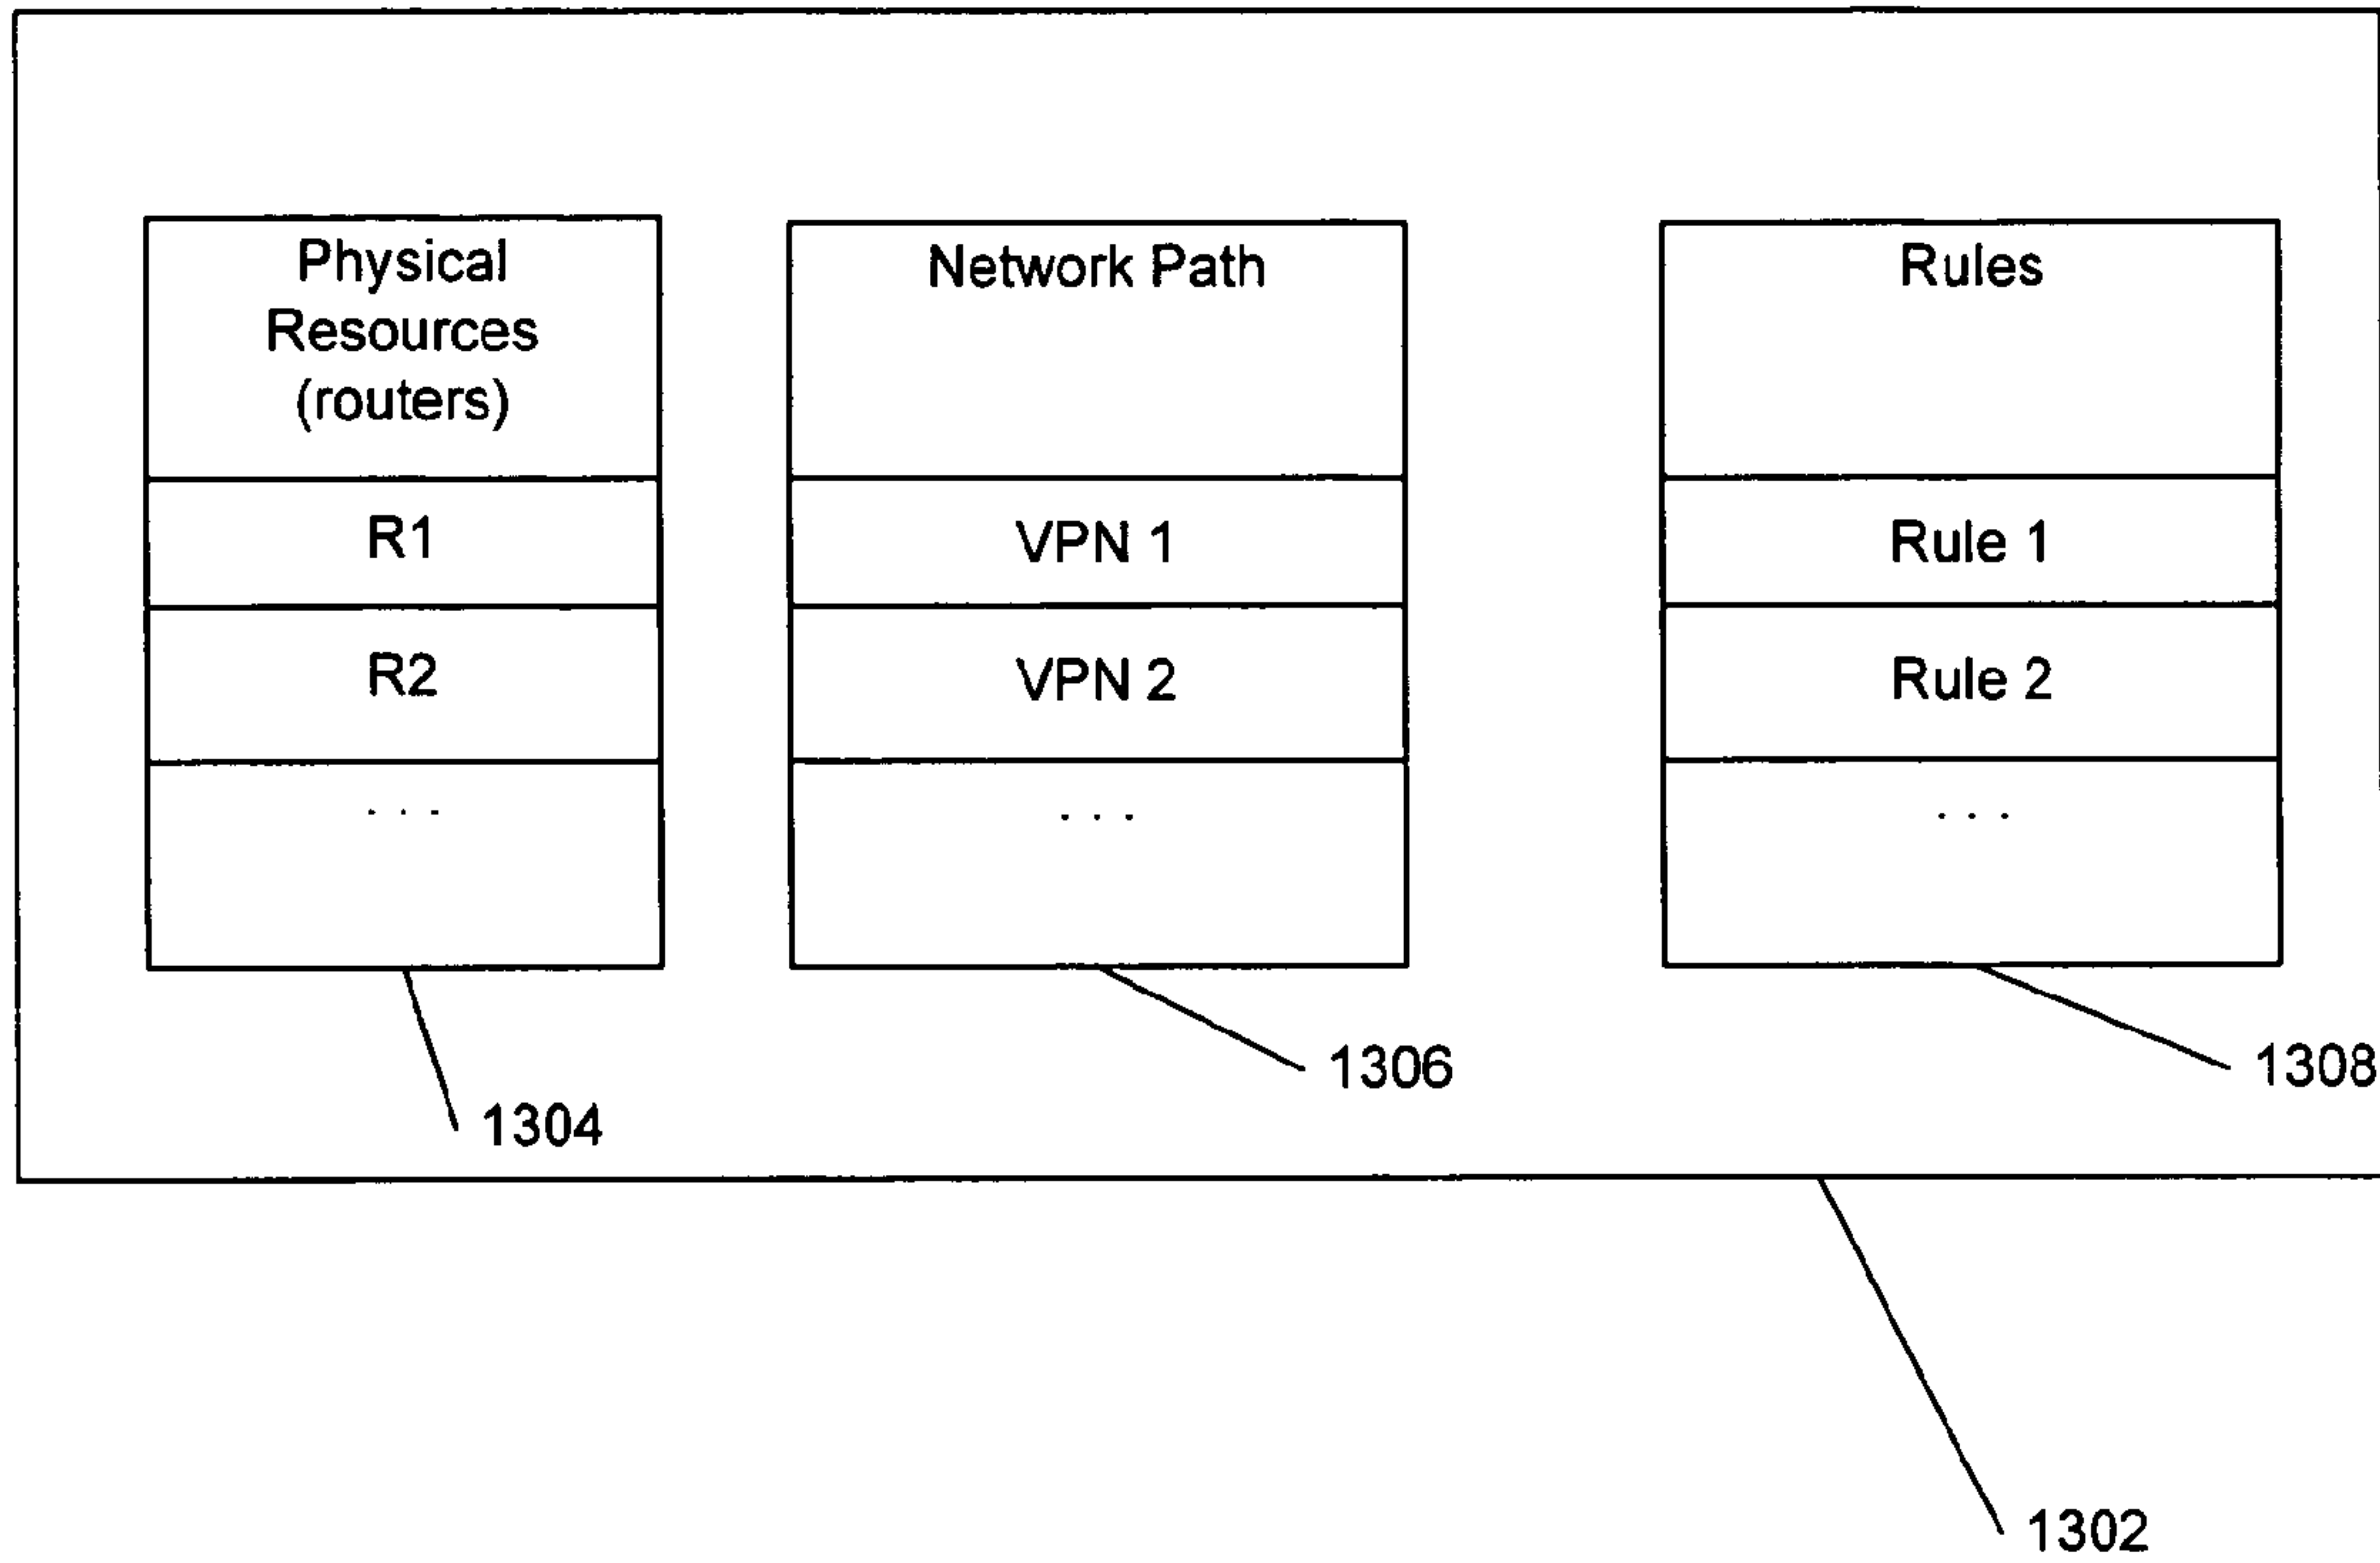 Physical
Resources
(routers)
R1
R2
. . .
Network Path
VPN 1
VPN 2
. . .
Rules
Rule 1
Rule 2
. . .
1304
1306
1308
1302